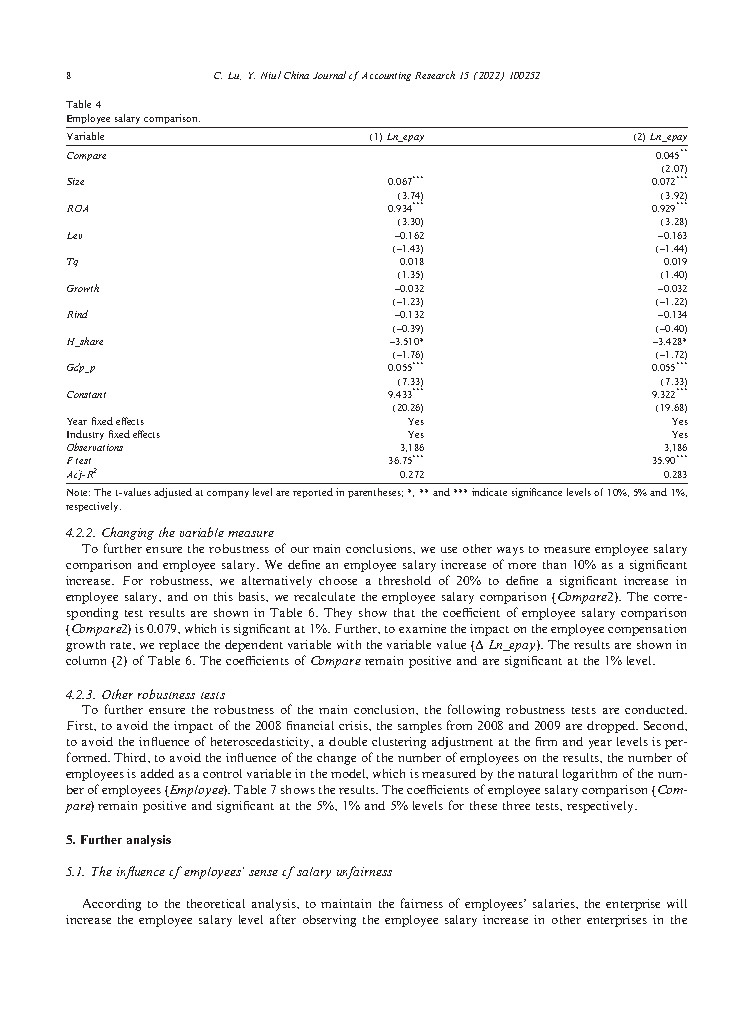 8 C. Lu, Y. Niu / China Journal of Accounting Research 15 (2022) 100252
Table 4
Employee salary comparison.
Variable (1) Ln_epay (2) Ln_epay
Compare 0.045**
(2.07)
Size 0.067*** 0.072***
(3.74) (3.92)
ROA 0.934*** 0.929***
(3.30) (3.28)
Lev –0.162 –0.163
(–1.43) (–1.44)
Tq 0.018 0.019
(1.35) (1.40)
Growth –0.032 –0.032
(–1.23) (–1.22)
Rind –0.132 –0.134
(–0.39) (–0.40)
H_share –3.510* –3.428*
(–1.76) (–1.72)
Gdp_p 0.055*** 0.055***
(7.33) (7.33)
Constant 9.433*** 9.322***
(20.26) (19.68)
Year fixed effects Yes Yes
Industry fixed effects Yes Yes
Observations 3,186 3,186
F test 36.75*** 35.90***
Adj-R² 0.272 0.283
Note: The t-values adjusted at company level are reported in parentheses; *, ** and *** indicate significance levels of 10%, 5% and 1%,
respectively.
4.2.2. Changing the variable measure
To further ensure the robustness of our main conclusions, we use other ways to measure employee salary
comparison and employee salary. We define an employee salary increase of more than 10% as a significant
increase. For robustness, we alternatively choose a threshold of 20% to define a significant increase in
employee salary, and on this basis, we recalculate the employee salary comparison (Compare2). The corre-
sponding test results are shown in Table 6. They show that the coefficient of employee salary comparison
(Compare2) is 0.079, which is significant at 1%. Further, to examine the impact on the employee compensation
growth rate, we replace the dependent variable with the variable value (Δ Ln_epay). The results are shown in
column (2) of Table 6. The coefficients of Compare remain positive and are significant at the 1% level.
4.2.3. Other robustness tests
To further ensure the robustness of the main conclusion, the following robustness tests are conducted.
First, to avoid the impact of the 2008 financial crisis, the samples from 2008 and 2009 are dropped. Second,
to avoid the influence of heteroscedasticity, a double clustering adjustment at the firm and year levels is per-
formed. Third, to avoid the influence of the change of the number of employees on the results, the number of
employees is added as a control variable in the model, which is measured by the natural logarithm of the num-
ber of employees (Employee). Table 7 shows the results. The coefficients of employee salary comparison (Com-
pare) remain positive and significant at the 5%, 1% and 5% levels for these three tests, respectively.
5. Further analysis
5.1. The influence of employees' sense of salary unfairness
According to the theoretical analysis, to maintain the fairness of employees' salaries, the enterprise will
increase the employee salary level after observing the employee salary increase in other enterprises in the